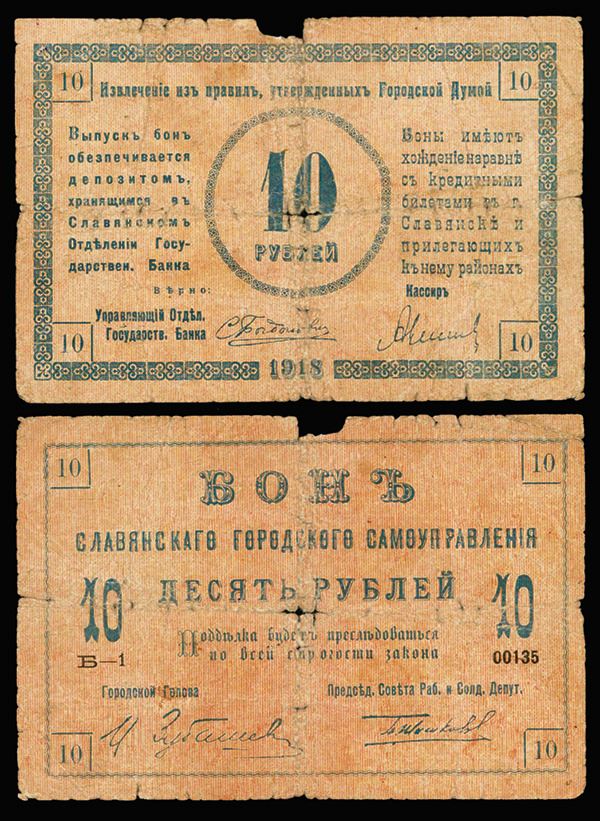 10 10
Извлеченіе изъ правилъ, утвержденныхъ Городской Думой
Выпускъ бонъ
обезпечивается
депозитомъ,
хранящимся въ
Славянскомъ
Отдѣленіи Госу-
дарствен. Банка
Вѣрно:
10
РУБЛЕЙ
Боны имѣютъ
хожденіе наравнѣ
съ кредитными
билетами въ г.
Славянскѣ и
прилегающихъ
къ нему районахъ
Управляющій Отдѣл.
Государств. Банка
Кассиръ
10 10
1918
10 10
БОНЪ
СЛАВЯНСКАГО ГОРОДСКОГО САМОУПРАВЛЕНІЯ
10 ДЕСЯТЬ РУБЛЕЙ 10
Поддѣлка будетъ преслѣдоваться
по всей строгости закона
Б—1 00135
Городской Голова
Председ. Совѣта Раб. и Солд. Депут.
10 10